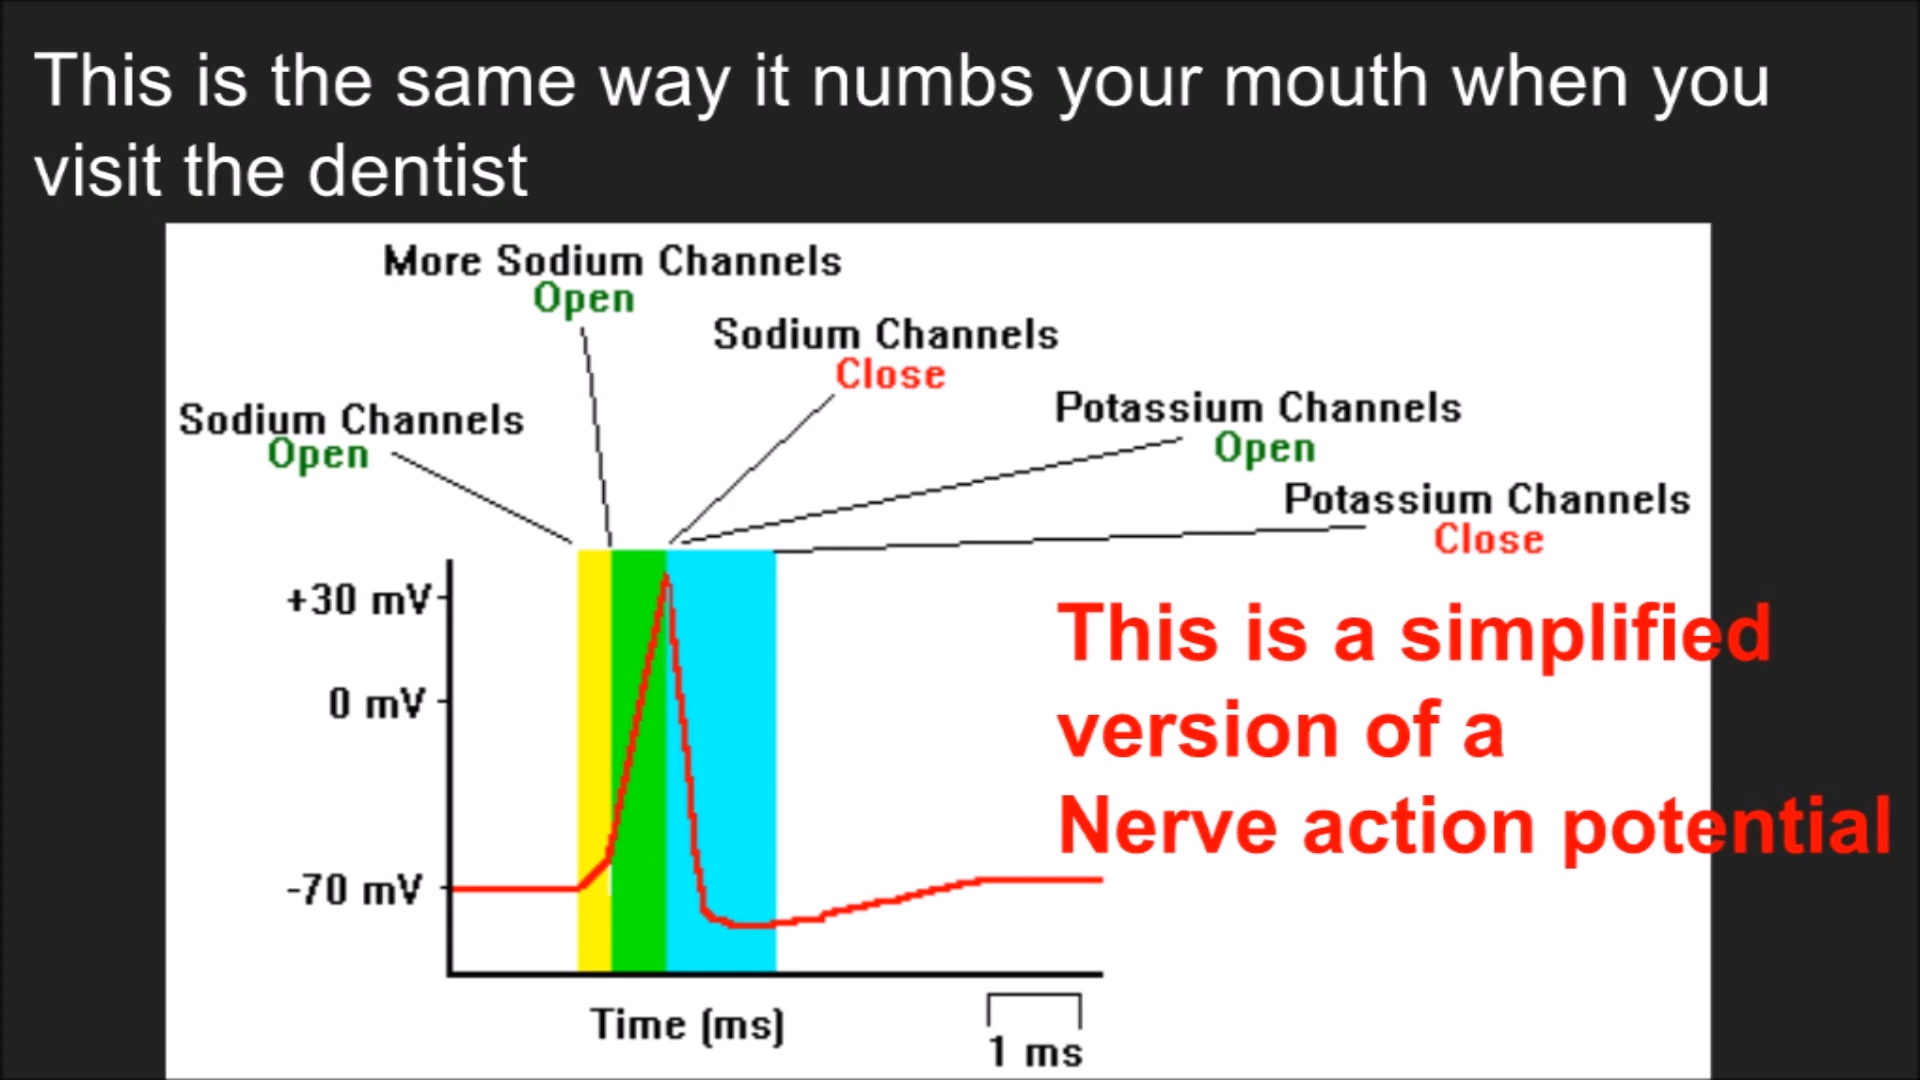 This is the same way it numbs your mouth when you
visit the dentist
More Sodium Channels
Open
Sodium Channels
Close
Sodium Channels
Open
Potassium Channels
Open
Potassium Channels
Close
+30 mV
0 mV
-70 mV
This is a simplified
version of a
Nerve action potential
Time (ms)
1 ms